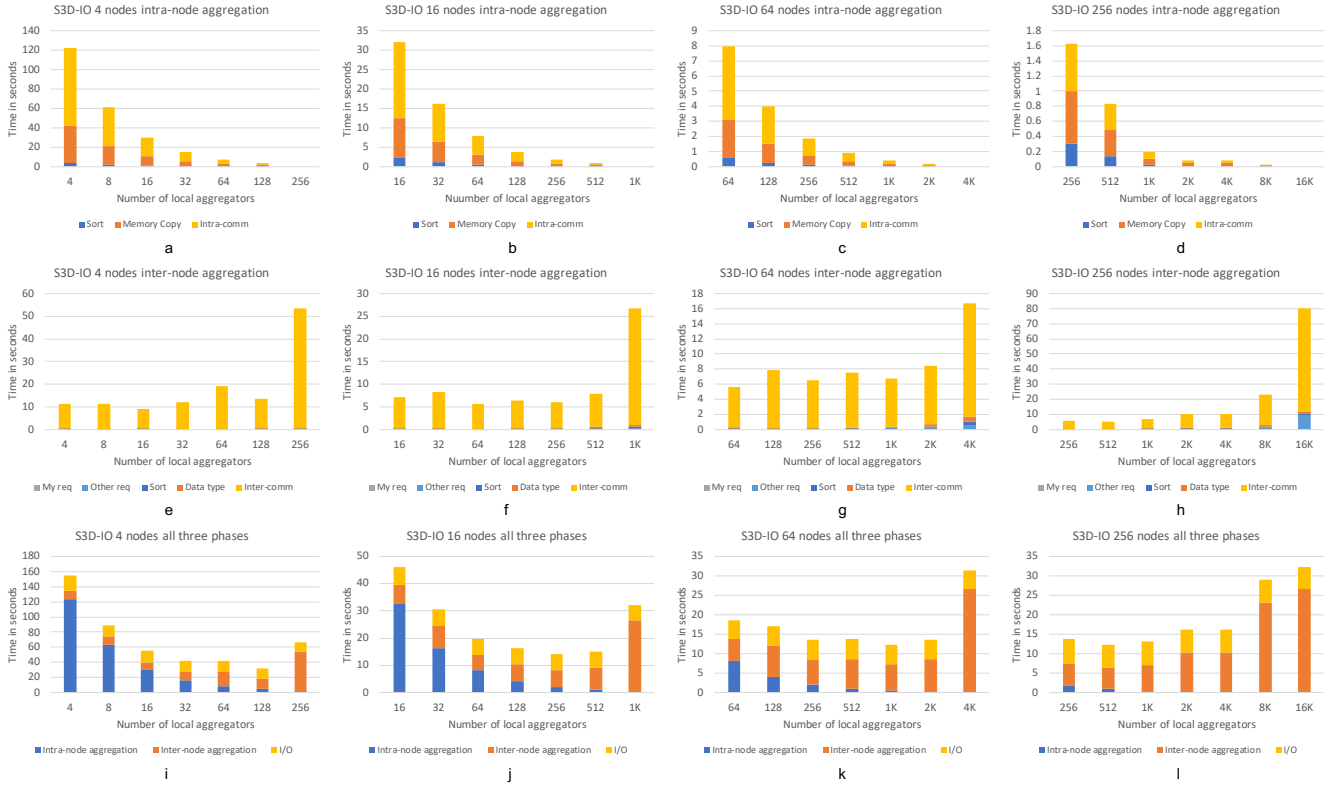 S3D-IO 4 nodes intra-node aggregation
Time in seconds
140
120
100
80
60
40
20
0
4 8 16 32 64 128 256
Number of local aggregators
Sort Memory Copy Intra-comm
a
S3D-IO 16 nodes intra-node aggregation
Time in seconds
35
30
25
20
15
10
5
0
16 32 64 128 256 512 1K
Number of local aggregators
Sort Memory Copy Intra-comm
b
S3D-IO 64 nodes intra-node aggregation
Time in seconds
9
8
7
6
5
4
3
2
1
0
64 128 256 512 1K 2K 4K
Number of local aggregators
Sort Memory Copy Intra-comm
c
S3D-IO 256 nodes intra-node aggregation
Time in seconds
1.8
1.6
1.4
1.2
1
0.8
0.6
0.4
0.2
0
256 512 1K 2K 4K 8K 16K
Number of local aggregators
Sort Memory Copy Intra-comm
d
S3D-IO 4 nodes inter-node aggregation
Time in seconds
60
50
40
30
20
10
0
4 8 16 32 64 128 256
Number of local aggregators
My req Other req Sort Data type Inter-comm
e
S3D-IO 16 nodes inter-node aggregation
Time in seconds
30
25
20
15
10
5
0
16 32 64 128 256 512 1K
Number of local aggregators
My req Other req Sort Data type Inter-comm
f
S3D-IO 64 nodes inter-node aggregation
Time in seconds
18
16
14
12
10
8
6
4
2
0
64 128 256 512 1K 2K 4K
Number of local aggregators
My req Other req Sort Data type Inter-comm
g
S3D-IO 256 nodes inter-node aggregation
Time in seconds
90
80
70
60
50
40
30
20
10
0
256 512 1K 2K 4K 8K 16K
Number of local aggregators
My req Other req Sort Data type Inter-comm
h
S3D-IO 4 nodes all three phases
Time in seconds
180
160
140
120
100
80
60
40
20
0
4 8 16 32 64 128 256
Number of local aggregators
Intra-node aggregation Inter-node aggregation I/O
i
S3D-IO 16 nodes all three phases
Time in seconds
50
40
30
20
10
0
16 32 64 128 256 512 1K
Number of local aggregators
Intra-node aggregation Inter-node aggregation I/O
j
S3D-IO 64 nodes all three phases
Time in seconds
35
30
25
20
15
10
5
0
64 128 256 512 1K 2K 4K
Number of local aggregators
Intra-node aggregation Inter-node aggregation I/O
k
S3D-IO 256 nodes all three phases
Time in seconds
35
30
25
20
15
10
5
0
256 512 1K 2K 4K 8K 16K
Number of local aggregators
Intra-node aggregation Inter-node aggregation I/O
l